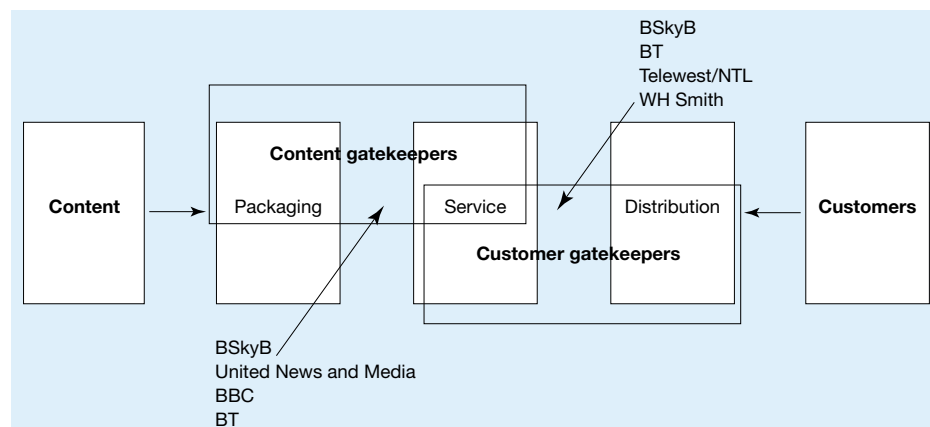 BSkyB
BT
Telewest/NTL
WH Smith
Content gatekeepers
Content
Packaging
Service
Distribution
Customers
Customer gatekeepers
BSkyB
United News and Media
BBC
BT